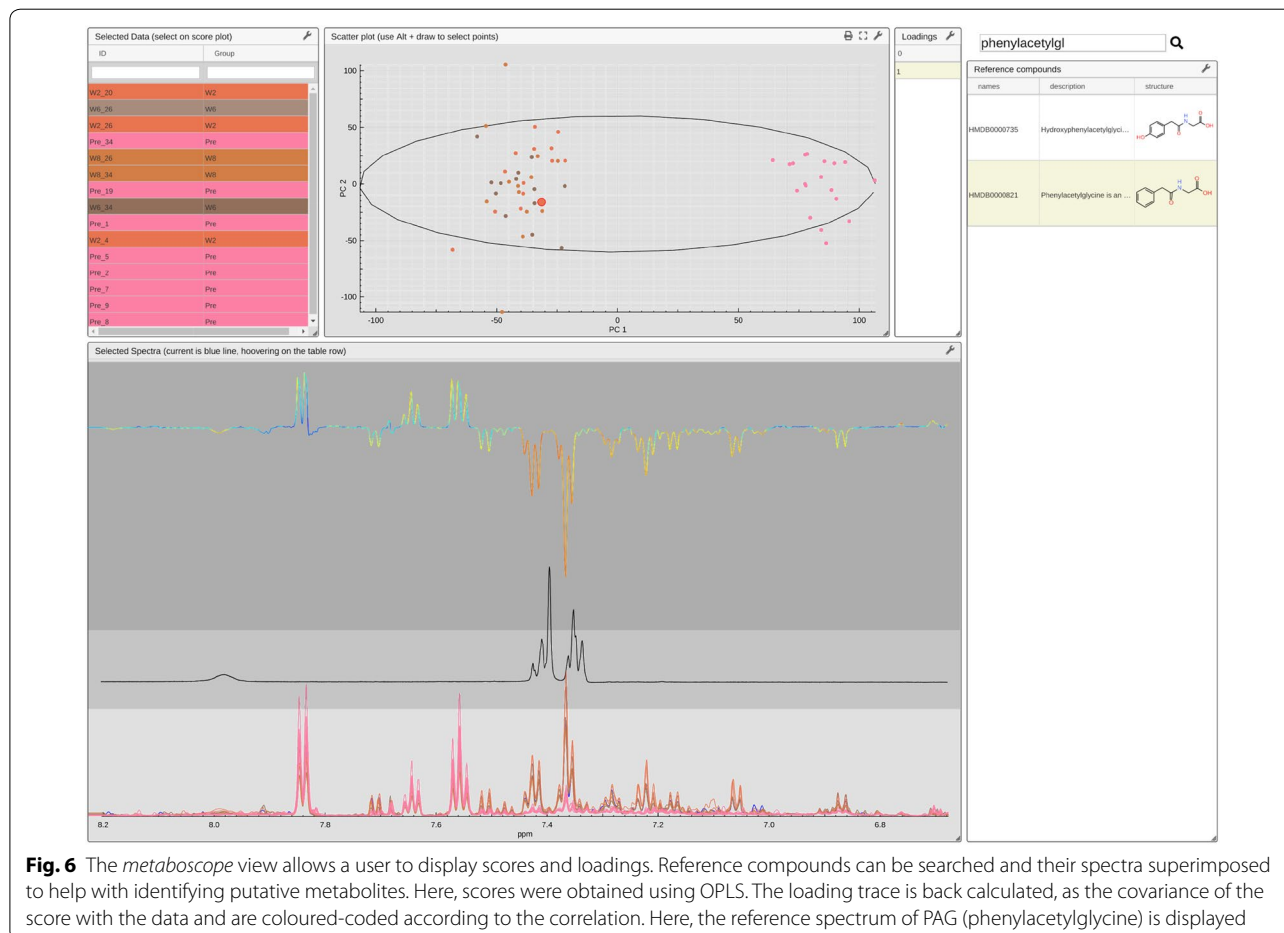 Selected Data (select on score plot)
ID Group
W2_20 W2
W6_26 W6
W2_26 W2
Pre_34 Pre
W8_26 W8
W8_34 W8
Pre_19 Pre
W6_34 W6
Pre_1 Pre
W2_4 W2
Pre_5 Pre
Pre_2 Pre
Pre_7 Pre
Pre_9 Pre
Pre_8 Pre
Scatter plot (use Alt + draw to select points)
100
50
0
-50
-100
PC 2
-100 -50 0 50 100
PC 1
Loadings
0
1
phenylacetylgl
Reference compounds
names description structure
HMDB0000735 Hydroxyphenylacetylglyci...
HO O H N O OH
HMDB0000821 Phenylacetylglycine is an ...
O H N O OH
Selected Spectra (current is blue line, hoovering on the table row)
8.2 8.0 7.8 7.6 7.4 7.2 7.0 6.8
ppm
Fig. 6 The metaboscope view allows a user to display scores and loadings. Reference compounds can be searched and their spectra superimposed
to help with identifying putative metabolites. Here, scores were obtained using OPLS. The loading trace is back calculated, as the covariance of the
score with the data and are coloured-coded according to the correlation. Here, the reference spectrum of PAG (phenylacetylglycine) is displayed